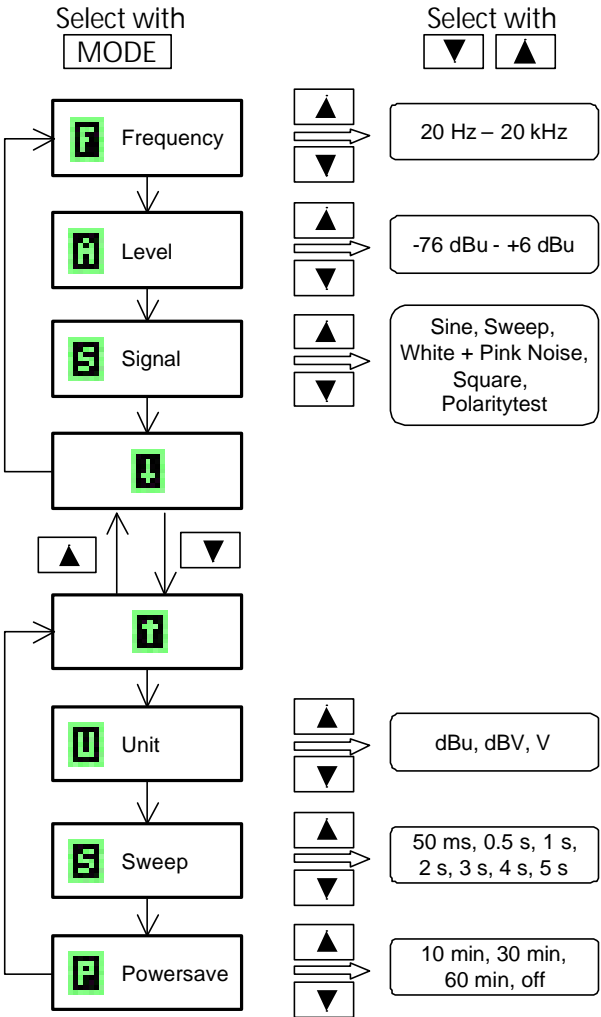 Select with
MODE
Select with
▼ ▲
F Frequency
▲
▼
20 Hz – 20 kHz
A Level
▲
▼
-76 dBu - +6 dBu
S Signal
▲
▼
Sine, Sweep,
White + Pink Noise,
Square,
Polaritytest
↓
▲ ▼
↑
U Unit
▲
▼
dBu, dBV, V
S Sweep
▲
▼
50 ms, 0.5 s, 1 s,
2 s, 3 s, 4 s, 5 s
P Powersave
▲
▼
10 min, 30 min,
60 min, off